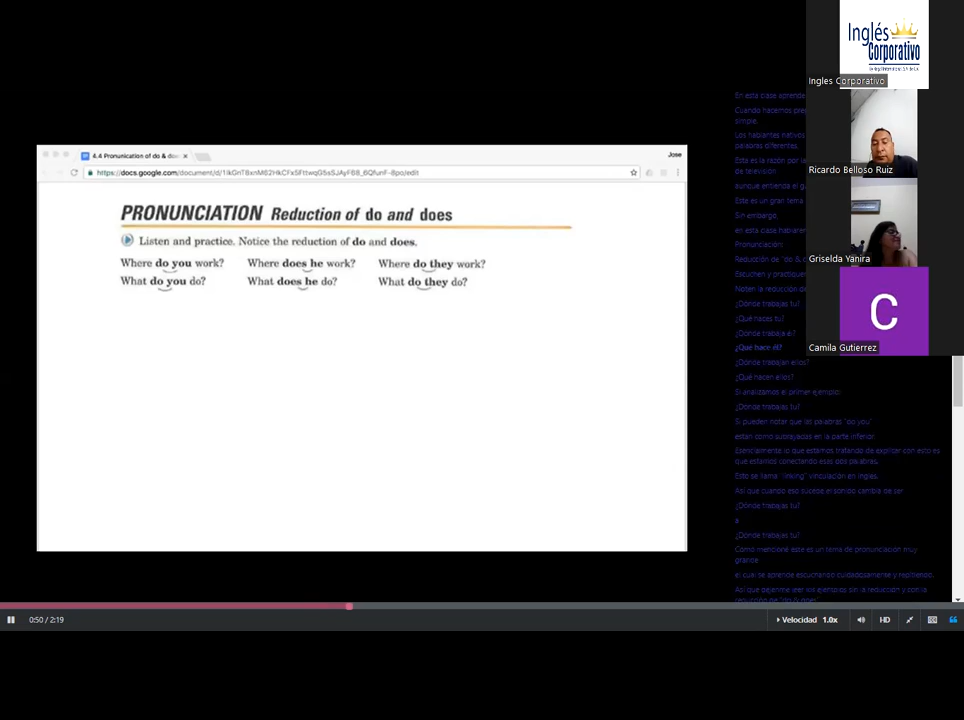 4.4 Pronunication of do & do
Jose
PRONUNCIATION Reduction of do and does
Listen and practice. Notice the reduction of do and does.
Where do you work? Where does he work? Where do they work?
What do you do? What does he do? What do they do?
0:50 / 2:19
Velocidad 1.0x
HD
Inglés
Corporativo
Ingles Corporativo
Ricardo Belloso Ruiz
Griselda Yanira
C
Camila Gutierrez
En esta clase aprende
Cuando hacemos pre
simple.
Los hablantes nativos
palabras diferentes.
Esta es la razón por la
de televisión
aunque entienda el g
Este es un gran tema
Sin embargo,
en esta clase hablare
Pronunciación:
Reducción de "do &
Escuchen y practique
Noten la reducción de
¿Dónde trabajas tu?
¿Qué haces tu?
¿Dónde trabaja él?
¿Qué hace él?
¿Dónde trabajan ellos?
¿Qué hacen ellos?
Si analizamos el primer ejemplo:
¿Dónde trabajas tu?
Si pueden notar que las palabras "do you"
están como subrayadas en la parte inferior.
Esencialmente lo que estamos tratando de explicar con esto es
que estamos conectando esas dos palabras.
Esto se llama "linking" vinculación en ingles.
Así que cuando eso sucede el sonido cambia de ser
¿Dónde trabajas tu?
a
¿Dónde trabajas tu?
Como mencioné este es un tema de pronunciación muy
grande
el cual se aprende escuchando cuidadosamente y repitiendo.
Así que déjenme leer los ejemplos sin la reducción y con la